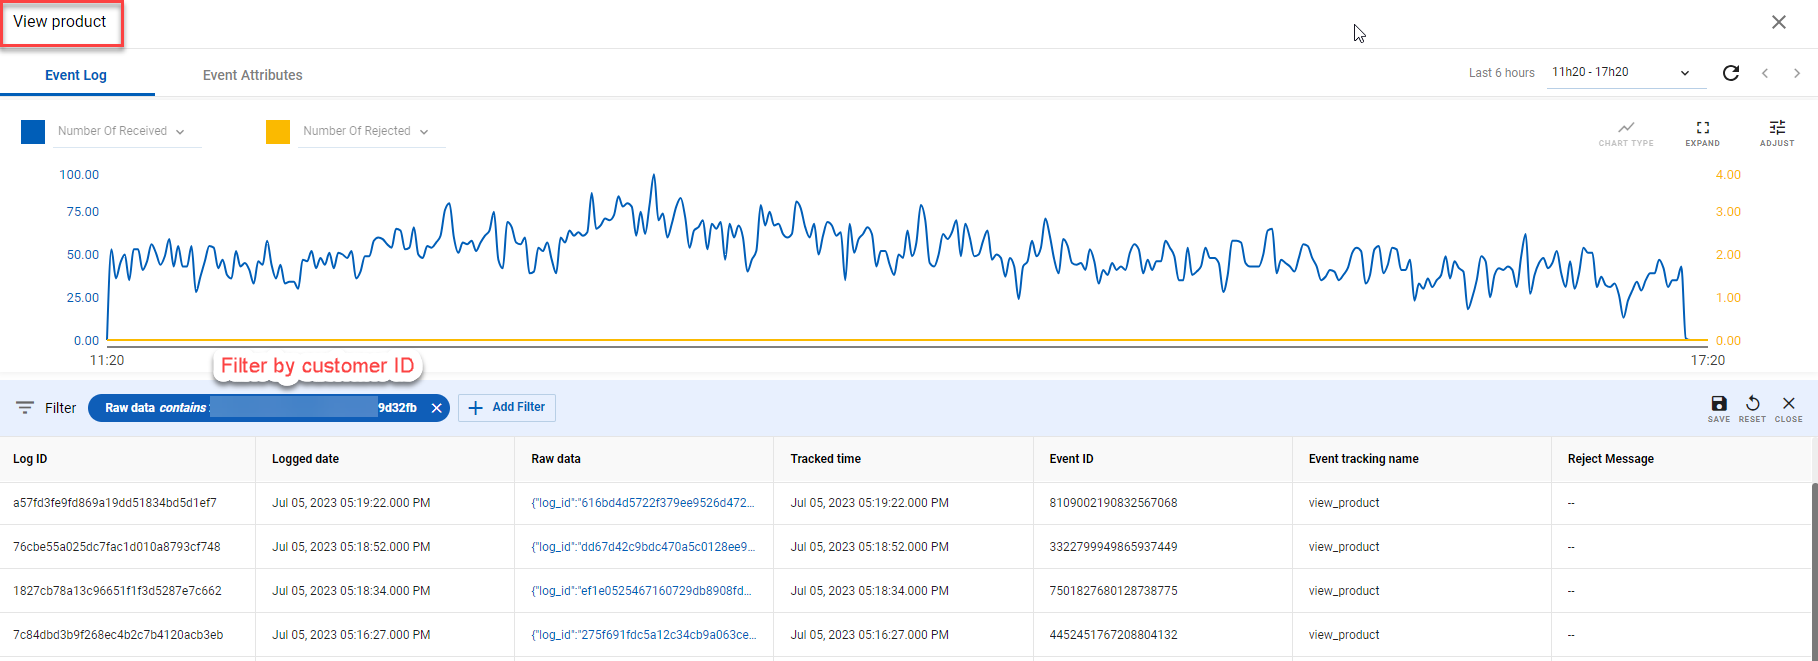 View product
Event Log
Event Attributes
Last 6 hours
11h20 - 17h20
Number Of Received
Number Of Rejected
CHART TYPE
EXPAND
ADJUST
100.00
75.00
50.00
25.00
0.00
4.00
3.00
2.00
1.00
0.00
11:20
17:20
Filter by customer ID
Filter
Raw data contains
9d32fb
Add Filter
SAVE
RESET
CLOSE
Log ID Logged date Raw data Tracked time Event ID Event tracking name Reject Message
a57fd3fe9fd869a19dd51834bd5d1ef7 Jul 05, 2023 05:19:22.000 PM {"log_id":"616bd4d5722f379ee9526d472... Jul 05, 2023 05:19:22.000 PM 8109002190832567068 view_product --
76cbe55a025dc7fac1d010a8793cf748 Jul 05, 2023 05:18:52.000 PM {"log_id":"dd67d42c9bdc470a5c0128ee9... Jul 05, 2023 05:18:52.000 PM 3322799949865937449 view_product --
1827cb78a13c96651f1f3d5287e7c662 Jul 05, 2023 05:18:34.000 PM {"log_id":"ef1e0525467160729db8908fd... Jul 05, 2023 05:18:34.000 PM 7501827680128738775 view_product --
7c84dbd3b9f268ec4b2c7b4120acb3eb Jul 05, 2023 05:16:27.000 PM {"log_id":"275f691fdc5a12c34cb9a063ce... Jul 05, 2023 05:16:27.000 PM 4452451767208804132 view_product --